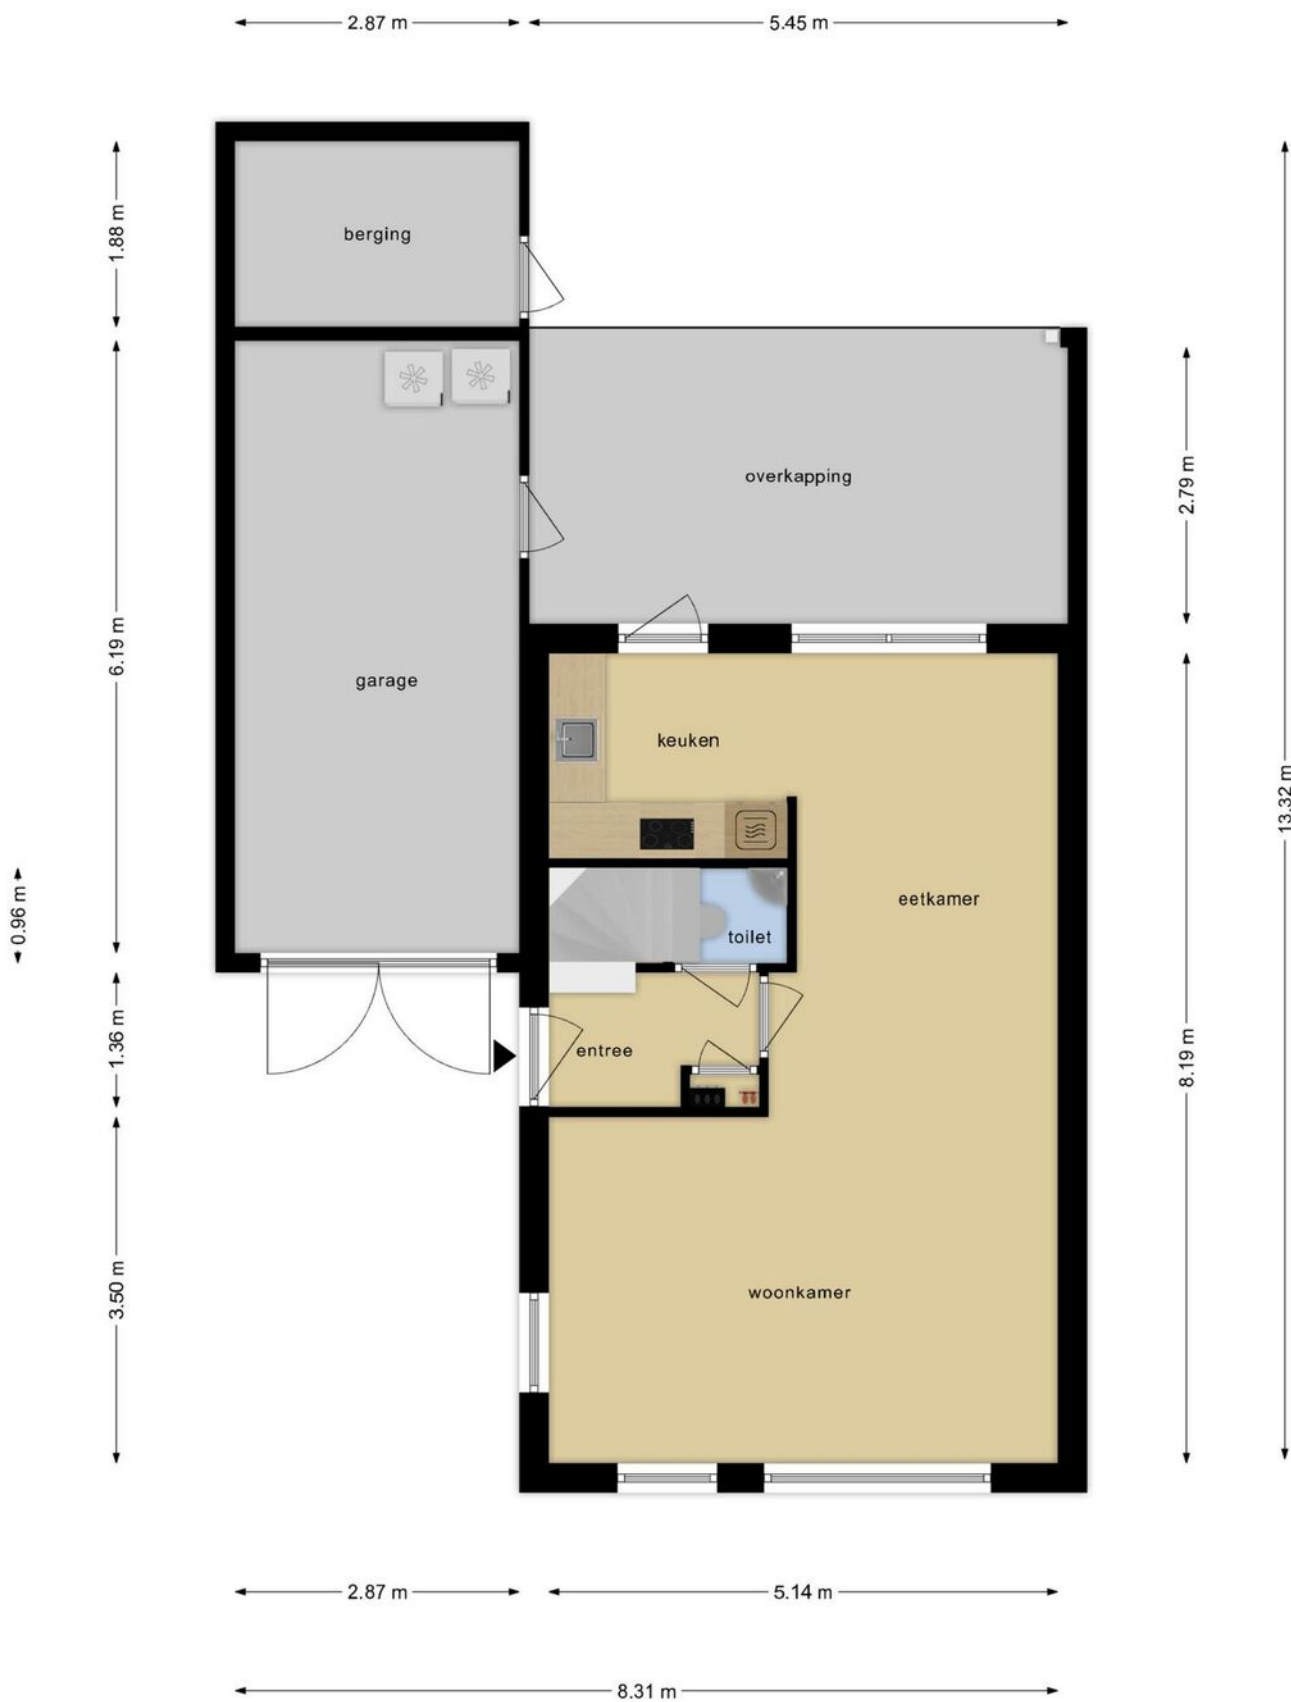 2.87 m
5.45 m
1.88 m
berging
overkapping
2.79 m
6.19 m
garage
keuken
13.32 m
0.96 m
eetkamer
toilet
1.36 m
entree
8.19 m
3.50 m
woonkamer
2.87 m
5.14 m
8.31 m